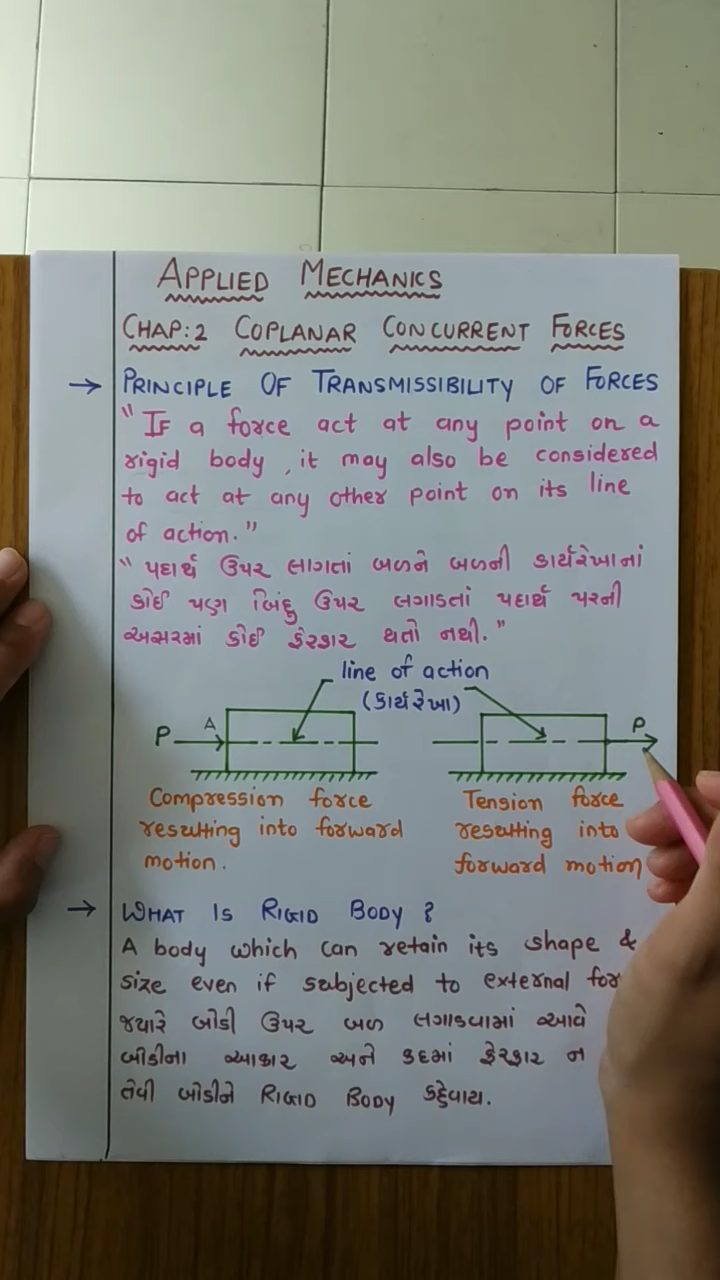 APPLIED MECHANICS
CHAP:2 COPLANAR CONCURRENT FORCES
→ PRINCIPLE OF TRANSMISSIBILITY OF FORCES
"IF a force act at any point on a
rigid body, it may also be considered
to act at any other point on its line
of action."
"પદાર્થ ઉપર લાગતાં બળને બળની કાર્યરેખાનાં
કોઈ પણ બિંદુ ઉપર લગાડતાં પદાર્થ પરની
અસરમાં કોઈ ફેરફાર થતો નથી."
line of action
(કાર્યરેખા)
P A
P
Compression force
resulting into forward
motion.
Tension force
resulting into
forward motion
→ WHAT IS RIGID BODY?
A body which can retain its shape &
size even if subjected to external for
જ્યારે બોડી ઉપર બળ લગાડવામાં આવે
બોડીના આકાર અને કદમાં ફેરફાર ન
તેવી બોડીને RIGID BODY કહેવાય.